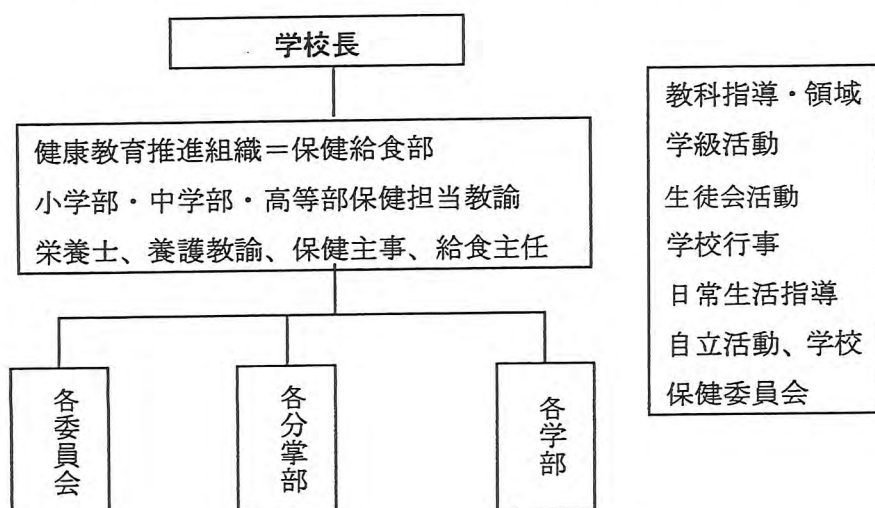 学校長
健康教育推進組織＝保健給食部
小学部・中学部・高等部保健担当教諭
栄養士、養護教諭、保健主事、給食主任
各委員会
各分掌部
各学部
教科指導・領域
学級活動
生徒会活動
学校行事
日常生活指導
自立活動、学校
保健委員会